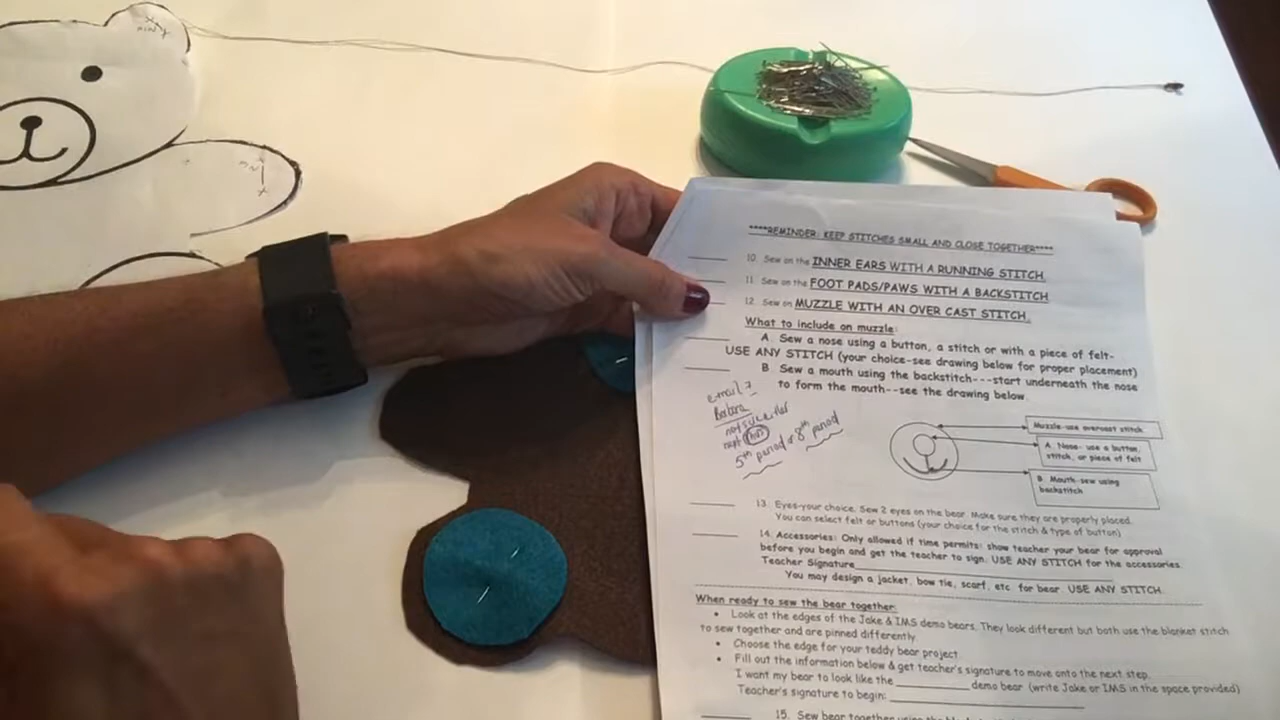 ****REMINDER: KEEP STITCHES SMALL AND CLOSE TOGETHER****
10. Sew on the INNER EARS WITH A RUNNING STITCH.
11. Sew on the FOOT PADS/PAWS WITH A BACKSTITCH
12. Sew on MUZZLE WITH AN OVER CAST STITCH.
What to include on muzzle:
A. Sew a nose using a button, a stitch or with a piece of felt-
USE ANY STITCH (your choice-see drawing below for proper placement)
B. Sew a mouth using the backstitch---start underneath the nose
to form the mouth--see the drawing below.
email
Barbara
5th period or 8th period
Muzzle-use overcast stitch
A. Nose- use a button,
stitch, or piece of felt
B. Mouth-sew using
backstitch
13. Eyes-your choice. Sew 2 eyes on the bear. Make sure they are properly placed.
You can select felt or buttons (your choice for the stitch & type of button)
14. Accessories: Only allowed if time permits: show teacher your bear for approval
before you begin and get the teacher to sign. USE ANY STITCH for the accessories.
Teacher Signature
You may design a jacket, bow tie, scarf, etc. for bear. USE ANY STITCH.
When ready to sew the bear together:
• Look at the edges of the Jake & IMS demo bears. They look different but both use the blanket stitch
to sew together and are pinned differently.
• Choose the edge for your teddy bear project.
• Fill out the information below & get teacher's signature to move onto the next step.
I want my bear to look like the __________ demo bear (write Jake or IMS in the space provided)
Teacher's signature to begin:
15. Sew bear together using the